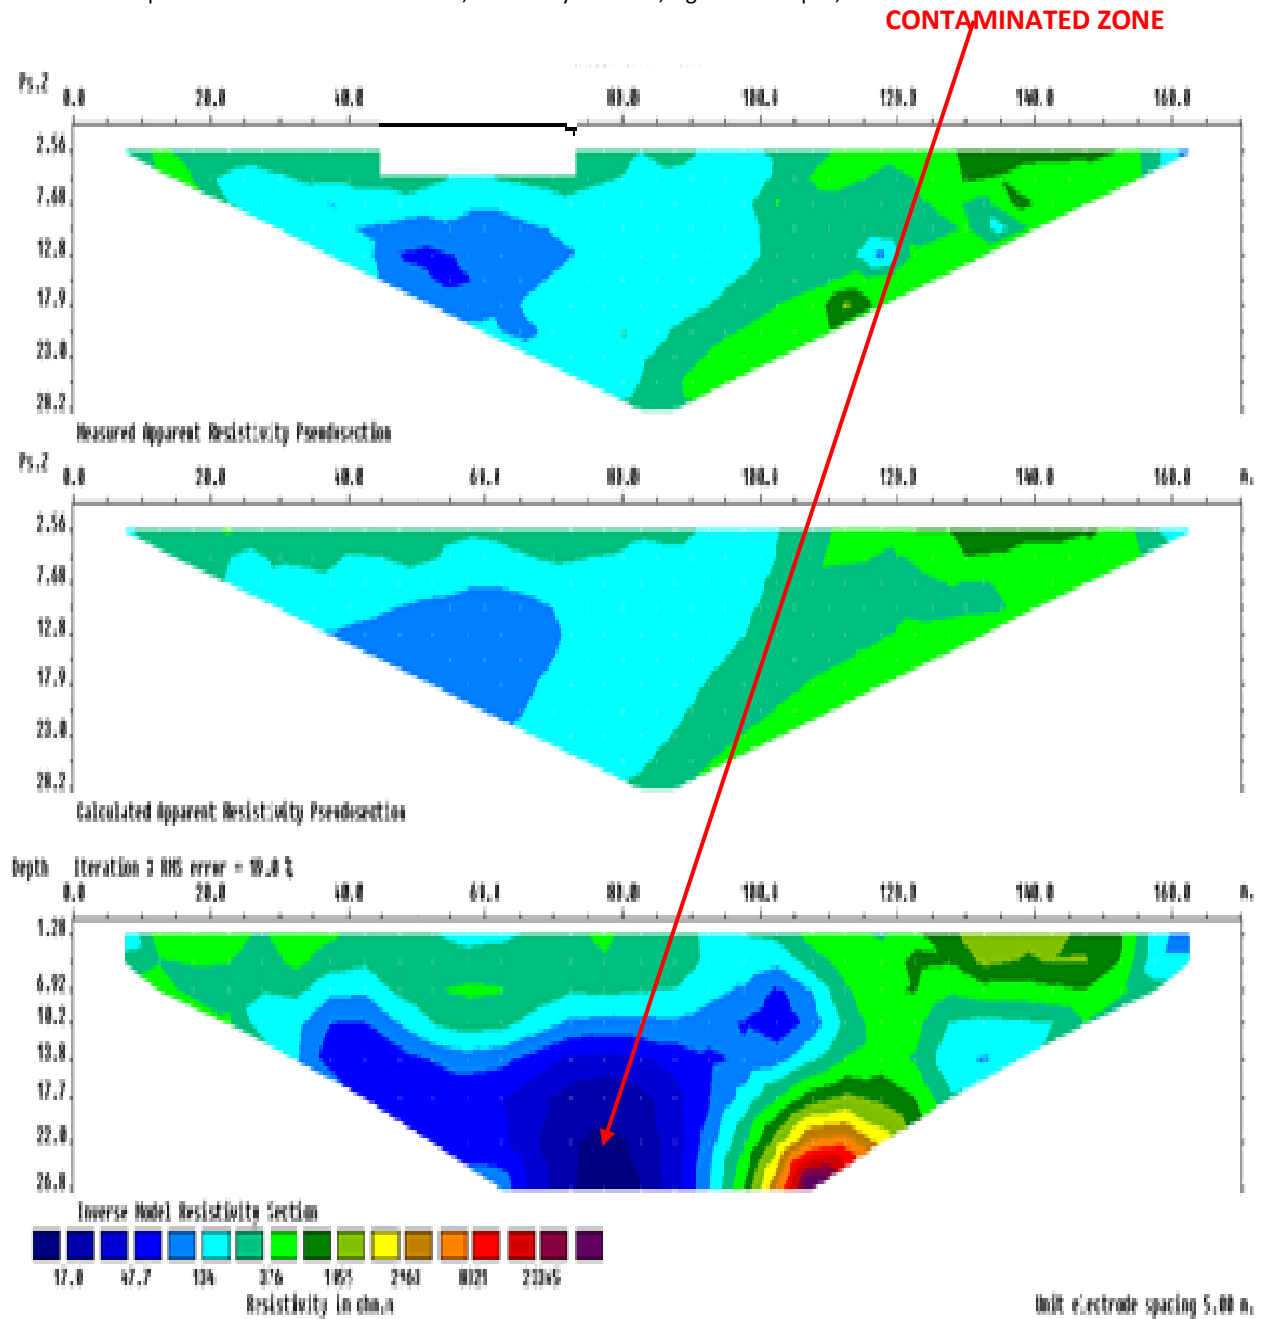 CONTAMINATED ZONE
Ps.Z
0.0 20.0 40.0 80.0 100.0 120.0 140.0 160.0
2.56
7.68
12.8
17.9
23.0
28.2
Measured Apparent Resistivity Pseudosection
Ps.Z
0.0 20.0 40.0 80.0 100.0 120.0 140.0 160.0 m.
2.56
7.68
12.8
17.9
23.0
28.2
Calculated Apparent Resistivity Pseudosection
Depth Iteration 3 RMS error =
0.0 20.0 40.0 80.0 100.0 120.0 140.0 160.0 m.
1.28
6.92
10.2
13.8
17.7
22.0
26.8
Inverse Model Resistivity Section
17.0 47.7 134
Resistivity in ohm.m
Unit electrode spacing 5.00 m.